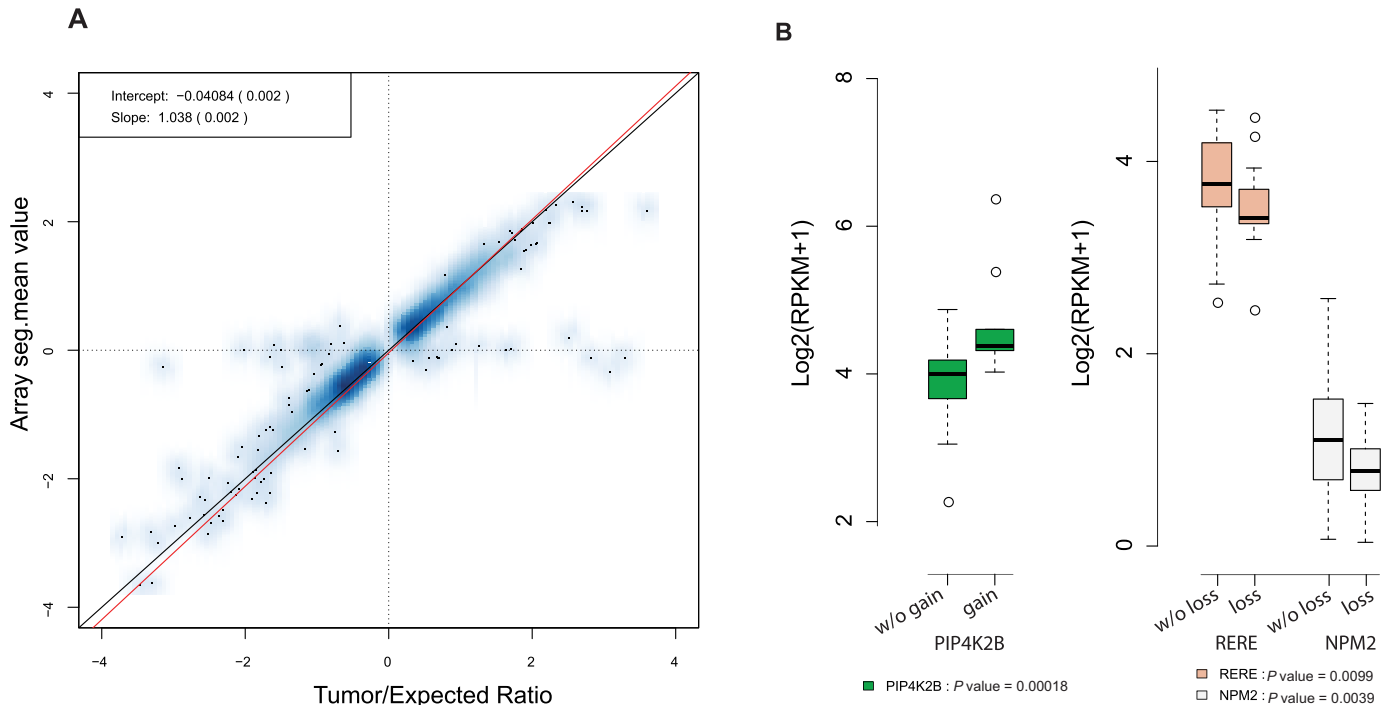 A
Intercept: −0.04084 ( 0.002 )
Slope: 1.038 ( 0.002 )
Array seg.mean value
4
2
0
−2
−4
−4
−2
0
2
4
Tumor/Expected Ratio
B
Log2(RPKM+1)
8
6
4
2
w/o gain
gain
PIP4K2B
PIP4K2B : P value = 0.00018
Log2(RPKM+1)
4
2
0
w/o loss
loss
w/o loss
loss
RERE
NPM2
RERE : P value = 0.0099
NPM2 : P value = 0.0039